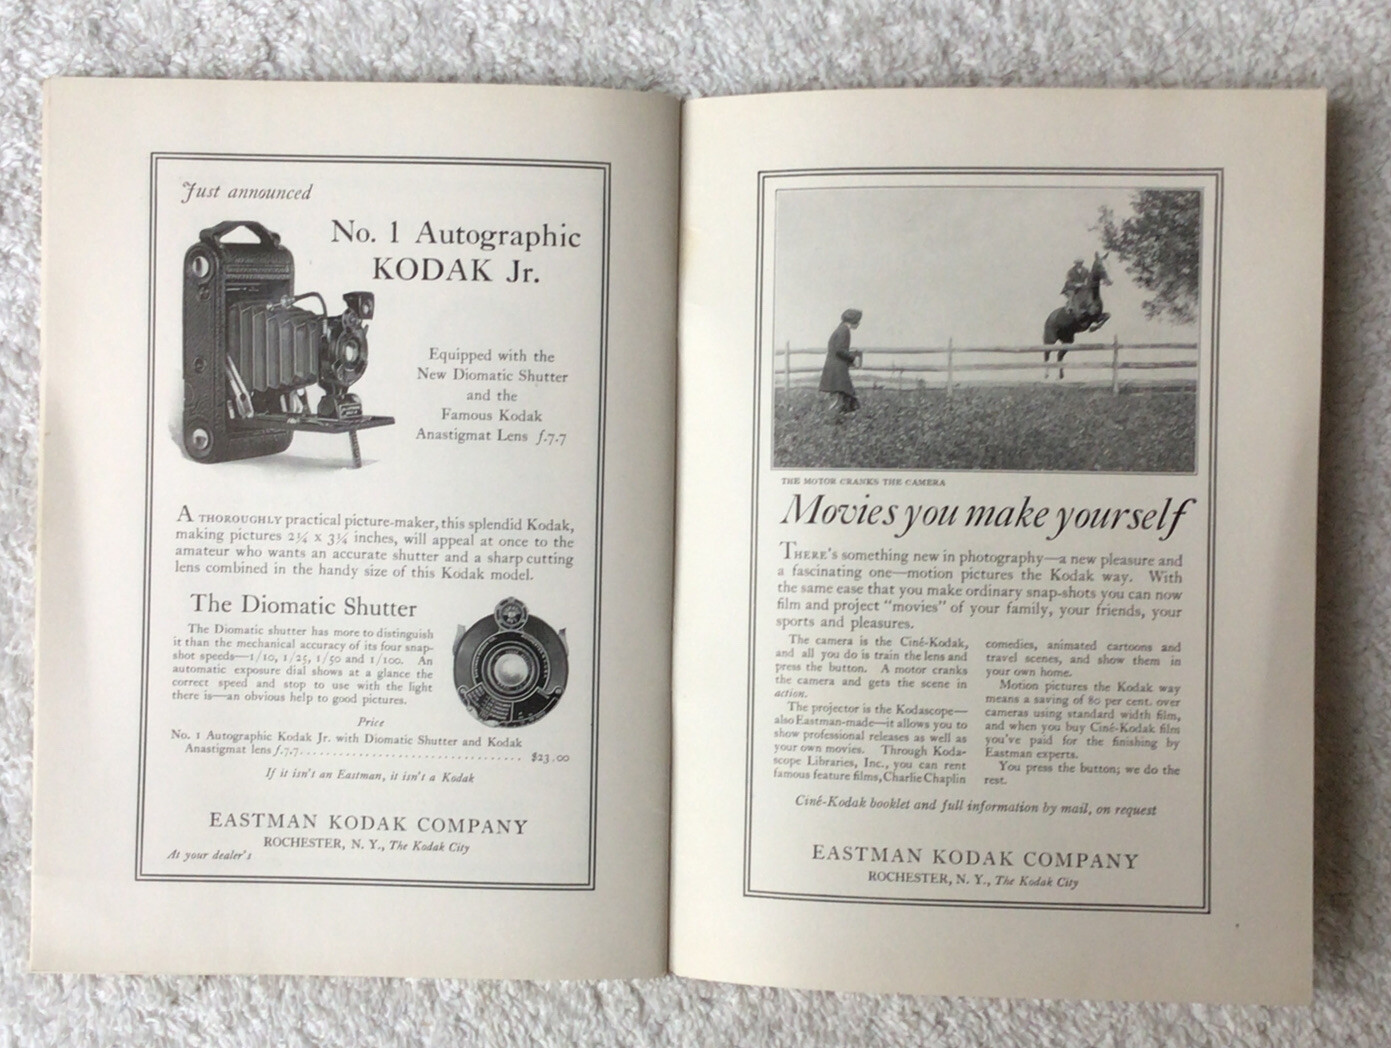 Just announced
No. 1 Autographic
KODAK Jr.
Equipped with the
New Diomatic Shutter
and the
Famous Kodak
Anastigmat Lens f.7.7
A THOROUGHLY practical picture-maker, this splendid Kodak,
making pictures 2¼ x 3¼ inches, will appeal at once to the
amateur who wants an accurate shutter and a sharp cutting
lens combined in the handy size of this Kodak model.
The Diomatic Shutter
The Diomatic shutter has more to distinguish
it than the mechanical accuracy of its four snap-
shot speeds—1/10, 1/25, 1/50 and 1/100. An
automatic exposure dial shows at a glance the
correct speed and stop to use with the light
there is—an obvious help to good pictures.
Price
No. 1 Autographic Kodak Jr. with Diomatic Shutter and Kodak
Anastigmat lens f.7.7. . . . . . . . . . . . . . . . . . . . . . . . . . . . . $23.00
If it isn't an Eastman, it isn't a Kodak
EASTMAN KODAK COMPANY
ROCHESTER, N. Y., The Kodak City
At your dealer's
THE MOTOR CRANKS THE CAMERA
Movies you make yourself
THERE'S something new in photography—a new pleasure and
a fascinating one—motion pictures the Kodak way. With
the same ease that you make ordinary snap-shots you can now
film and project "movies" of your family, your friends, your
sports and pleasures.
The camera is the Ciné-Kodak,
and all you do is train the lens and
press the button. A motor cranks
the camera and gets the scene in
action.
The projector is the Kodascope—
also Eastman-made—it allows you to
show professional releases as well as
your own movies. Through Koda-
scope Libraries, Inc., you can rent
famous feature films, Charlie Chaplin
comedies, animated cartoons and
travel scenes, and show them in
your own home.
Motion pictures the Kodak way
means a saving of 80 per cent. over
cameras using standard width film,
and when you buy Ciné-Kodak film
you've paid for the finishing by
Eastman experts.
You press the button; we do the
rest.
Ciné-Kodak booklet and full information by mail, on request
EASTMAN KODAK COMPANY
ROCHESTER, N. Y., The Kodak City